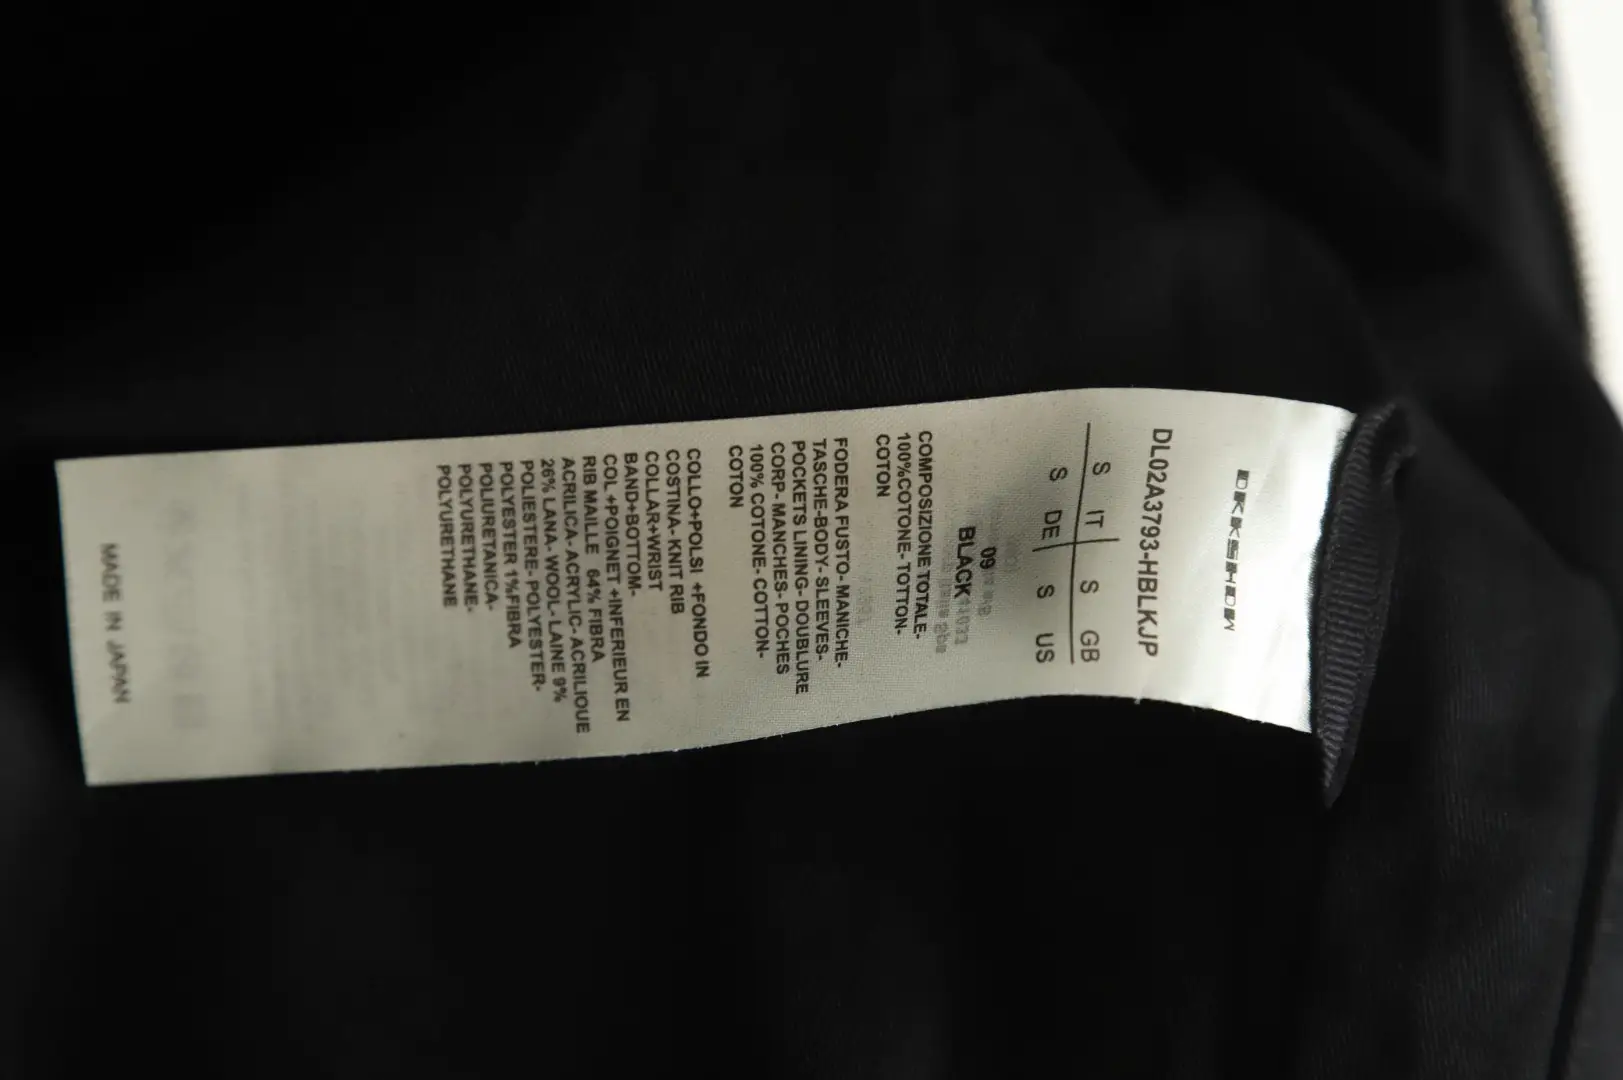 DRKSHDW
DL02A3793-HBLKJP
S IT S GB
S DE S US
09
BLACK
COMPOSIZIONE TOTALE-
100%COTONE- TOTTON-
COTON
FODERA FUSTO- MANICHE-
TASCHE-BODY- SLEEVES-
POCKETS LINING- DOUBLURE
CORP- MANCHES- POCHES
100% COTONE- COTTON-
COTON
COLLO+POLSI +FONDO IN
COSTINA- KNIT RIB
COLLAR+WRIST
BAND+BOTTOM-
COL +POIGNET +INFERIEUR EN
RIB MAILLE 64% FIBRA
ACRILICA- ACRYLIC- ACRILIQUE
26% LANA- WOOL- LAINE 9%
POLIESTERE- POLYESTER-
POLYESTER 1%FIBRA
POLIURETANICA-
POLYURETHANE-
POLYURETHANE
MADE IN JAPAN